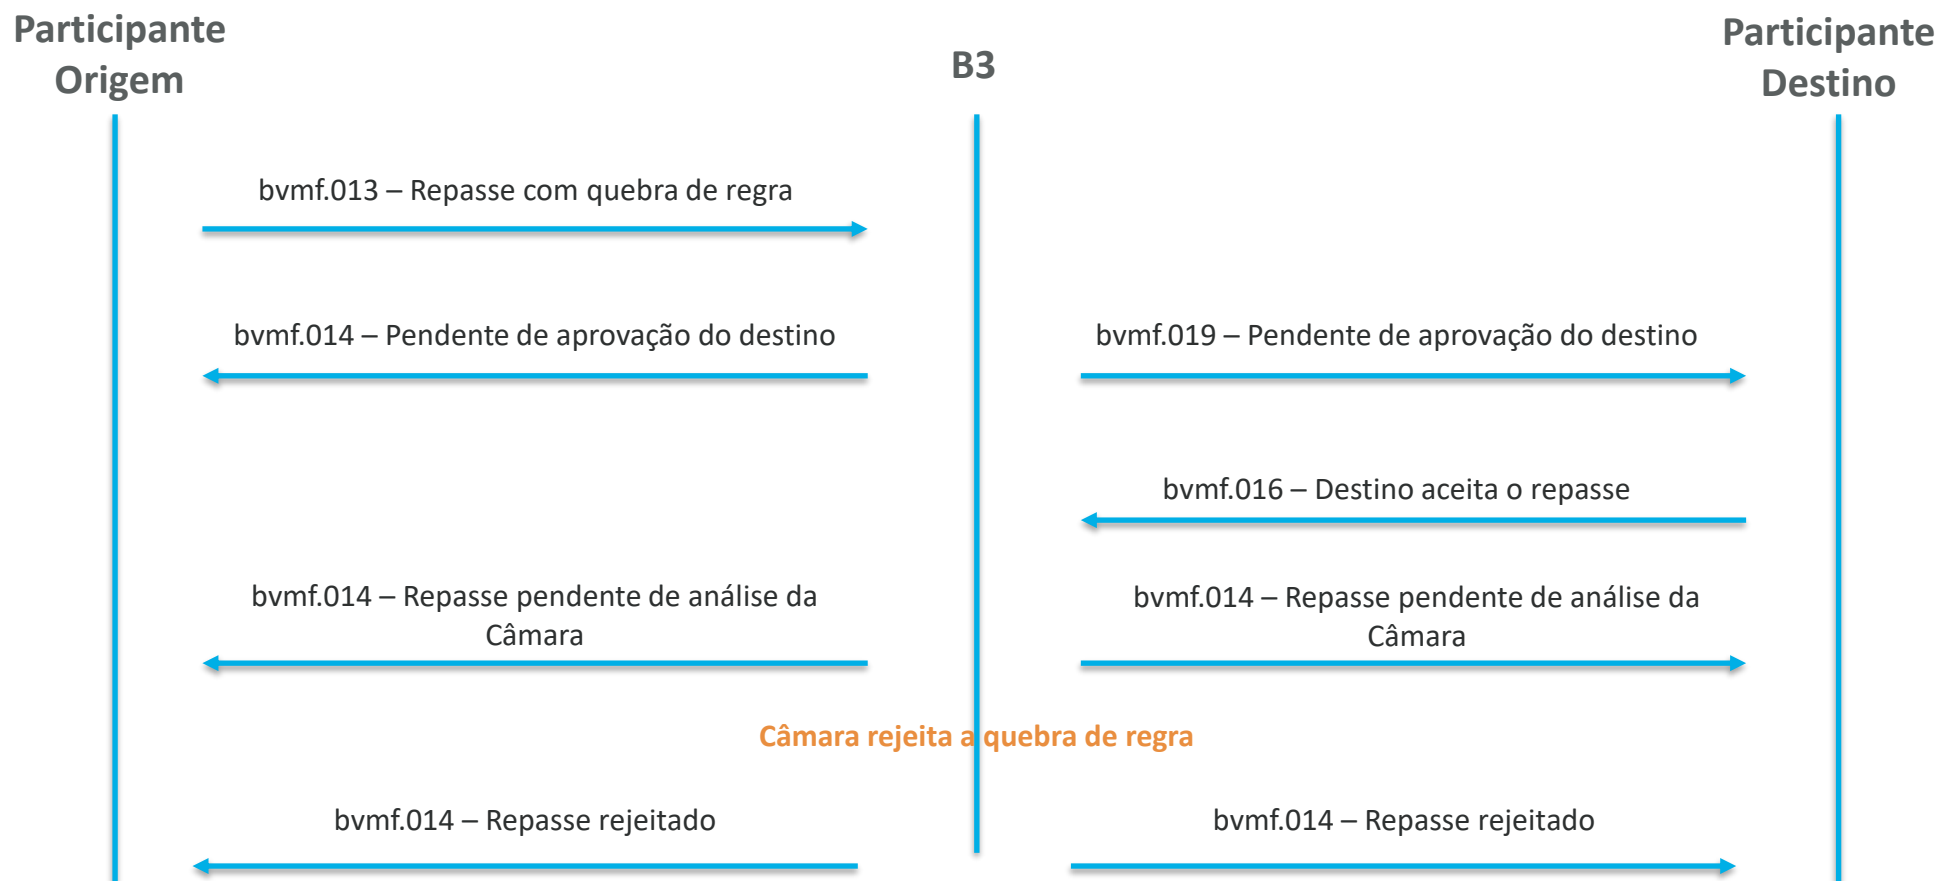 Participante
Origem
B3
Participante
Destino
bvmf.013 – Repasse com quebra de regra
bvmf.014 – Pendente de aprovação do destino
bvmf.019 – Pendente de aprovação do destino
bvmf.016 – Destino aceita o repasse
bvmf.014 – Repasse pendente de análise da
Câmara
bvmf.014 – Repasse pendente de análise da
Câmara
Câmara rejeita a quebra de regra
bvmf.014 – Repasse rejeitado
bvmf.014 – Repasse rejeitado